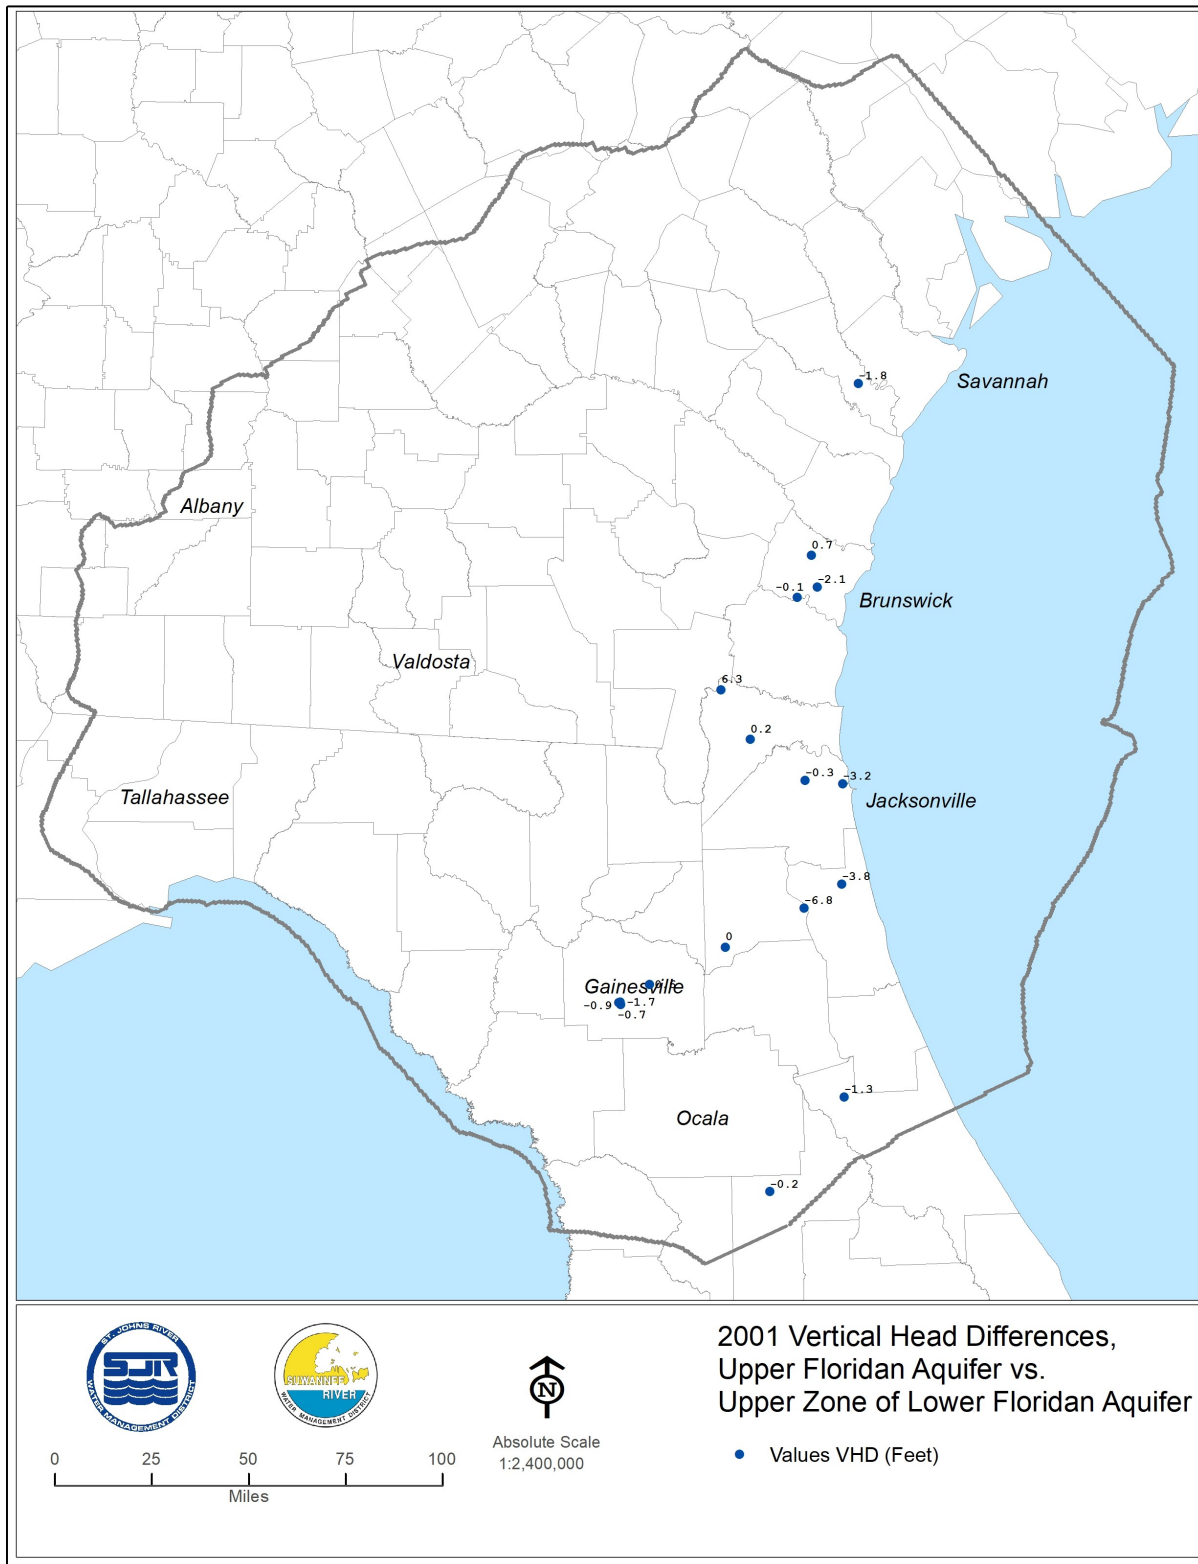 -1.8
Savannah
Albany
0.7
-2.1
-0.1
Brunswick
Valdosta
6.3
0.2
-0.3
-3.2
Tallahassee
Jacksonville
-3.8
-6.8
0
Gainesville
-0.9
-1.7
-0.7
-1.3
Ocala
-0.2
ST. JOHNS RIVER
SJR
WATER MANAGEMENT DISTRICT
SUWANNEE
RIVER
WATER MANAGEMENT DISTRICT
N
Absolute Scale
1:2,400,000
0 25 50 75 100
Miles
2001 Vertical Head Differences,
Upper Floridan Aquifer vs.
Upper Zone of Lower Floridan Aquifer
Values VHD (Feet)